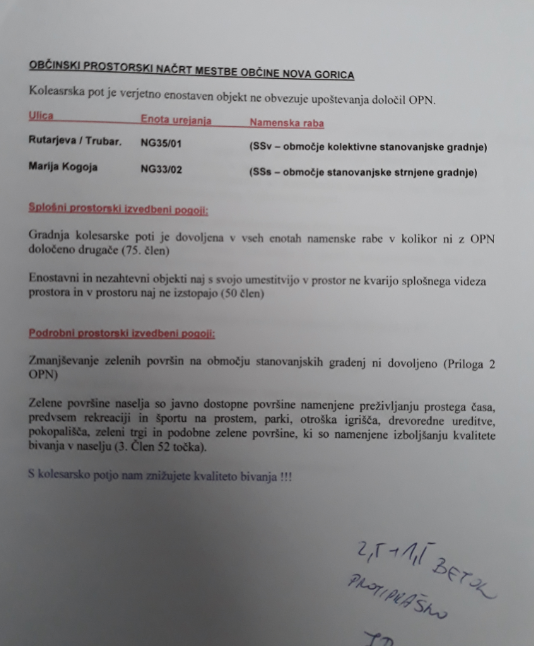 OBČINSKI PROSTORSKI NAČRT MESTBE OBČINE NOVA GORICA
Koleasrska pot je verjetno enostaven objekt ne obvezuje upoštevanja določil OPN.
Ulica Enota urejanja Namenska raba
Rutarjeva / Trubar. NG35/01 (SSv – območje kolektivne stanovanjske gradnje)
Marija Kogoja NG33/02 (SSs – območje stanovanjske strnjene gradnje)
Splošni prostorski izvedbeni pogoji:
Gradnja kolesarske poti je dovoljena v vseh enotah namenske rabe v kolikor ni z OPN
določeno drugače (75. člen)
Enostavni in nezahtevni objekti naj s svojo umestitvijo v prostor ne kvarijo splošnega videza
prostora in v prostoru naj ne izstopajo (50 člen)
Podrobni prostorski izvedbeni pogoji:
Zmanjševanje zelenih površin na območju stanovanjskih gradenj ni dovoljeno (Priloga 2
OPN)
Zelene površine naselja so javno dostopne površine namenjene preživljanju prostega časa,
predvsem rekreaciji in športu na prostem, parki, otroška igrišča, drevoredne ureditve,
pokopališča, zeleni trgi in podobne zelene površine, ki so namenjene izboljšanju kvalitete
bivanja v naselju (3. Člen 52 točka).
S kolesarsko potjo nam znižujete kvaliteto bivanja !!!
BETON
PROTIPRAŠNO